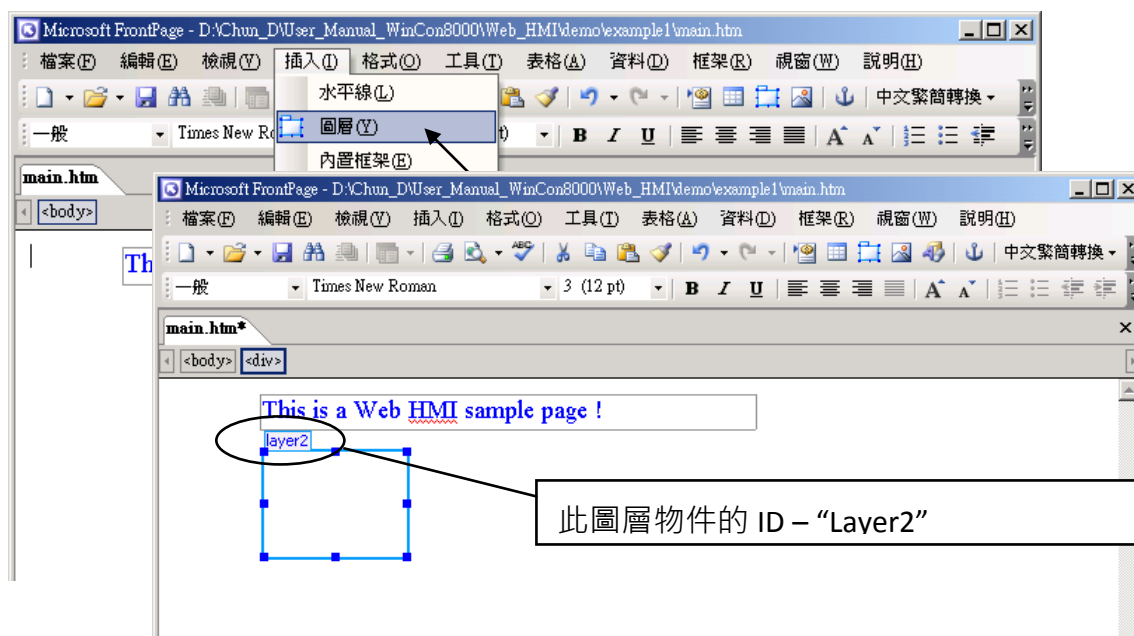 Microsoft FrontPage - D:\Chun_D\User_Manual_WinCon8000\Web_HMI\demo\example1\main.htm
檔案(F) 編輯(E) 檢視(V) 插入(I) 格式(O) 工具(T) 表格(A) 資料(D) 框架(R) 視窗(W) 說明(H)
水平線(L)
中文繁簡轉換
一般 Times New Ro
圖層(Y)
t) B I U A A
內置框架(E)
main.htm
<body>
Th
Microsoft FrontPage - D:\Chun_D\User_Manual_WinCon8000\Web_HMI\demo\example1\main.htm
檔案(F) 編輯(E) 檢視(V) 插入(I) 格式(O) 工具(T) 表格(A) 資料(D) 框架(R) 視窗(W) 說明(H)
ABC 中文繁簡轉換
一般 Times New Roman 3 (12 pt) B I U A A
main.htm*
<body> <div>
This is a Web HMI sample page !
layer2
此圖層物件的 ID – “Layer2”